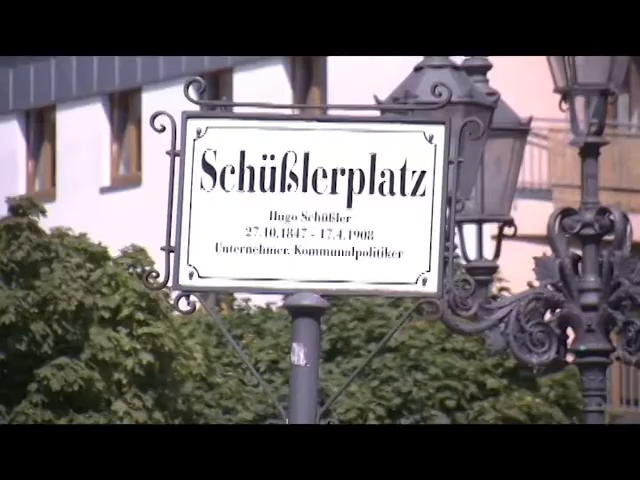 Schüßlerplatz
Hugo Schüßler
27.10.1847 - 17.4.1908
Unternehmer. Kommunalpolitiker